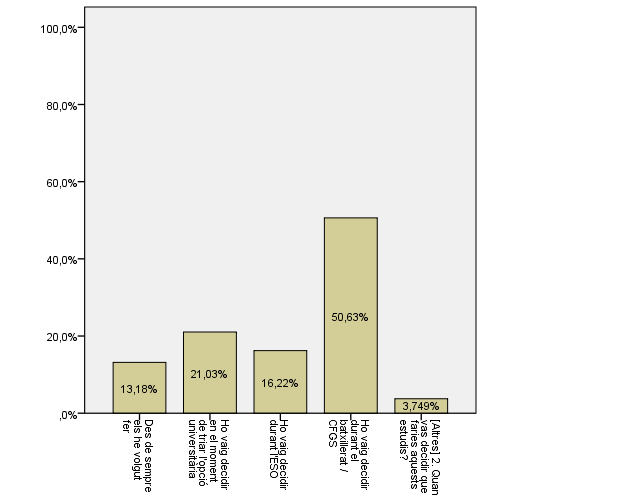 100,0%
80,0%
60,0%
40,0%
20,0%
,0%
13,18%
21,03%
16,22%
50,63%
3,749%
Des de sempre
els he volgut
fer
Ho vaig decidir
en el moment
de triar l'opció
universitària
Ho vaig decidir
durant l'ESO
Ho vaig decidir
durant el
batxillerat /
CFGS
[Altres] 2. Quan
vas decidir que
faries aquests
estudis?